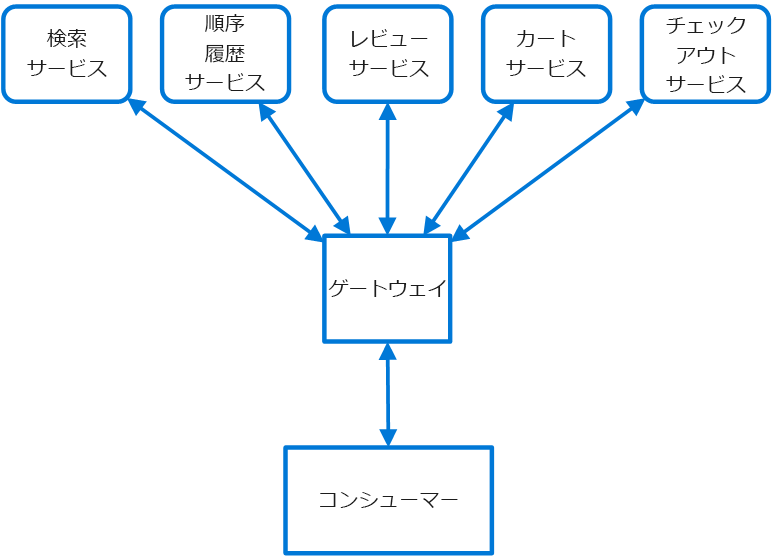 検索
サービス
順序
履歴
サービス
レビュー
サービス
カート
サービス
チェック
アウト
サービス
ゲートウェイ
コンシューマー